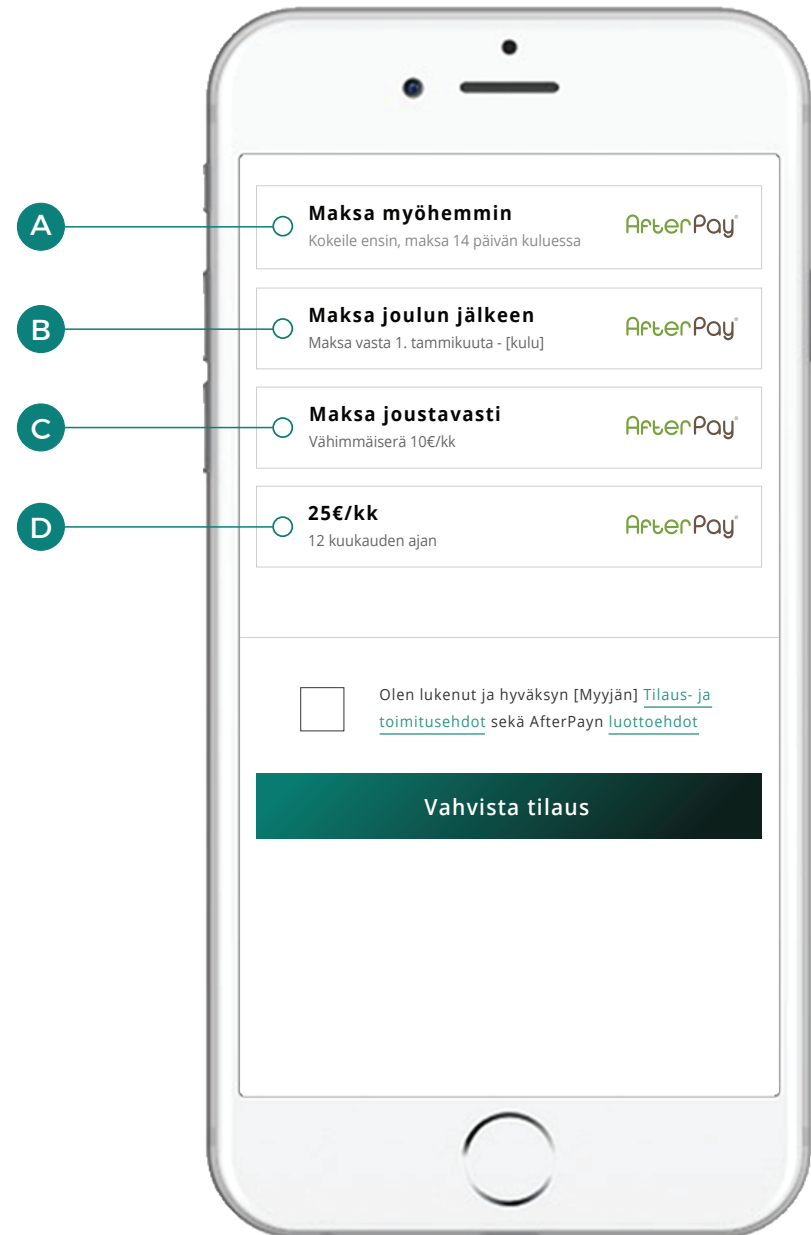 A
Maksa myöhemmin
Kokeile ensin, maksa 14 päivän kuluessa
AfterPay®
B
Maksa joulun jälkeen
Maksa vasta 1. tammikuuta - [kulu]
AfterPay®
C
Maksa joustavasti
Vähimmäiserä 10€/kk
AfterPay®
D
25€/kk
12 kuukauden ajan
AfterPay®
Olen lukenut ja hyväksyn [Myyjän] Tilaus- ja
toimitusehdot sekä AfterPayn luottoehdot
Vahvista tilaus